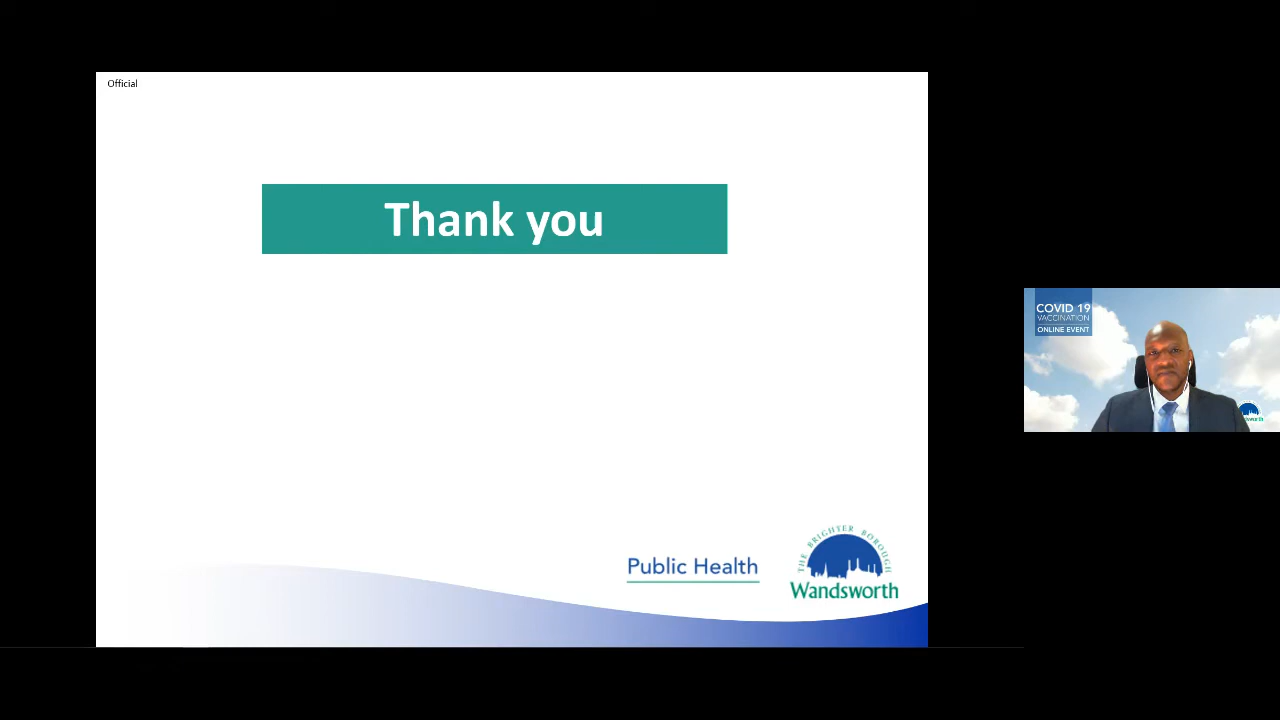 Official
Thank you
Public Health
THE BRIGHTER BOROUGH
Wandsworth
COVID 19
VACCINATION
ONLINE EVENT